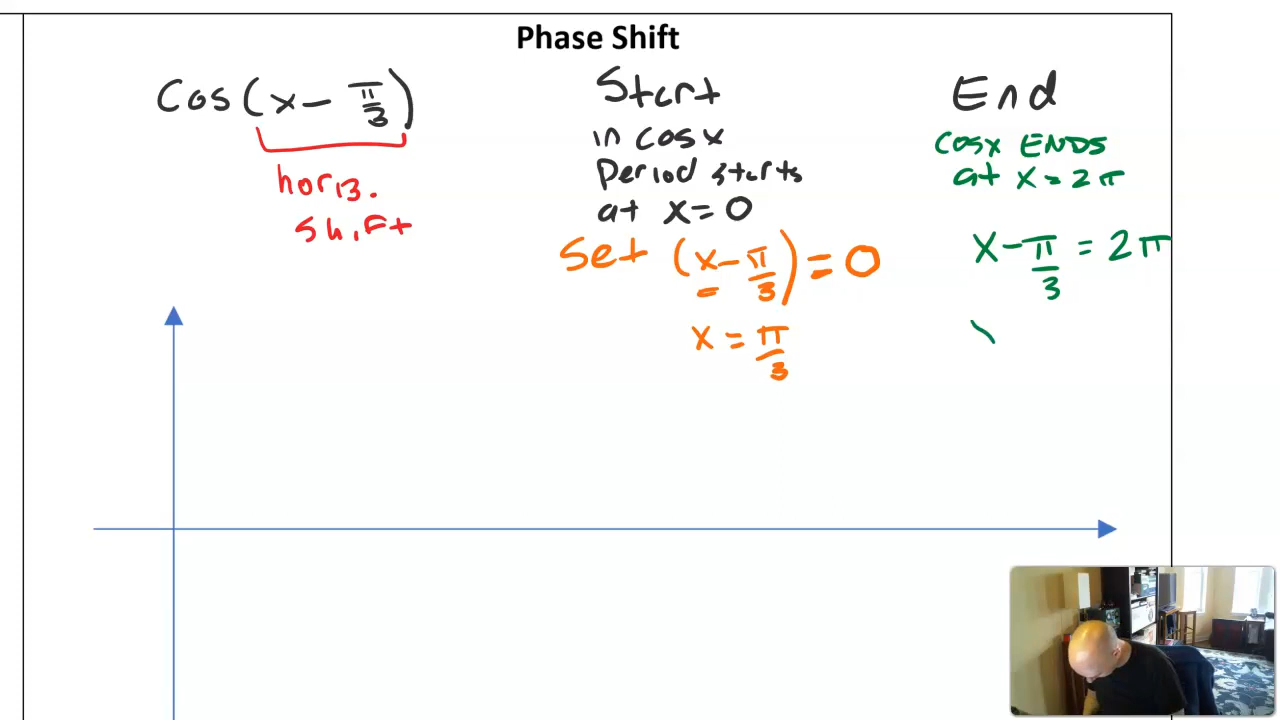 Phase Shift
Cos (x - π/3)
horiz.
shift
Start
in cosx
Period starts
at x = 0
Set (x - π/3) = 0
x = π/3
End
cosx ENDS
at x = 2π
x - π/3 = 2π